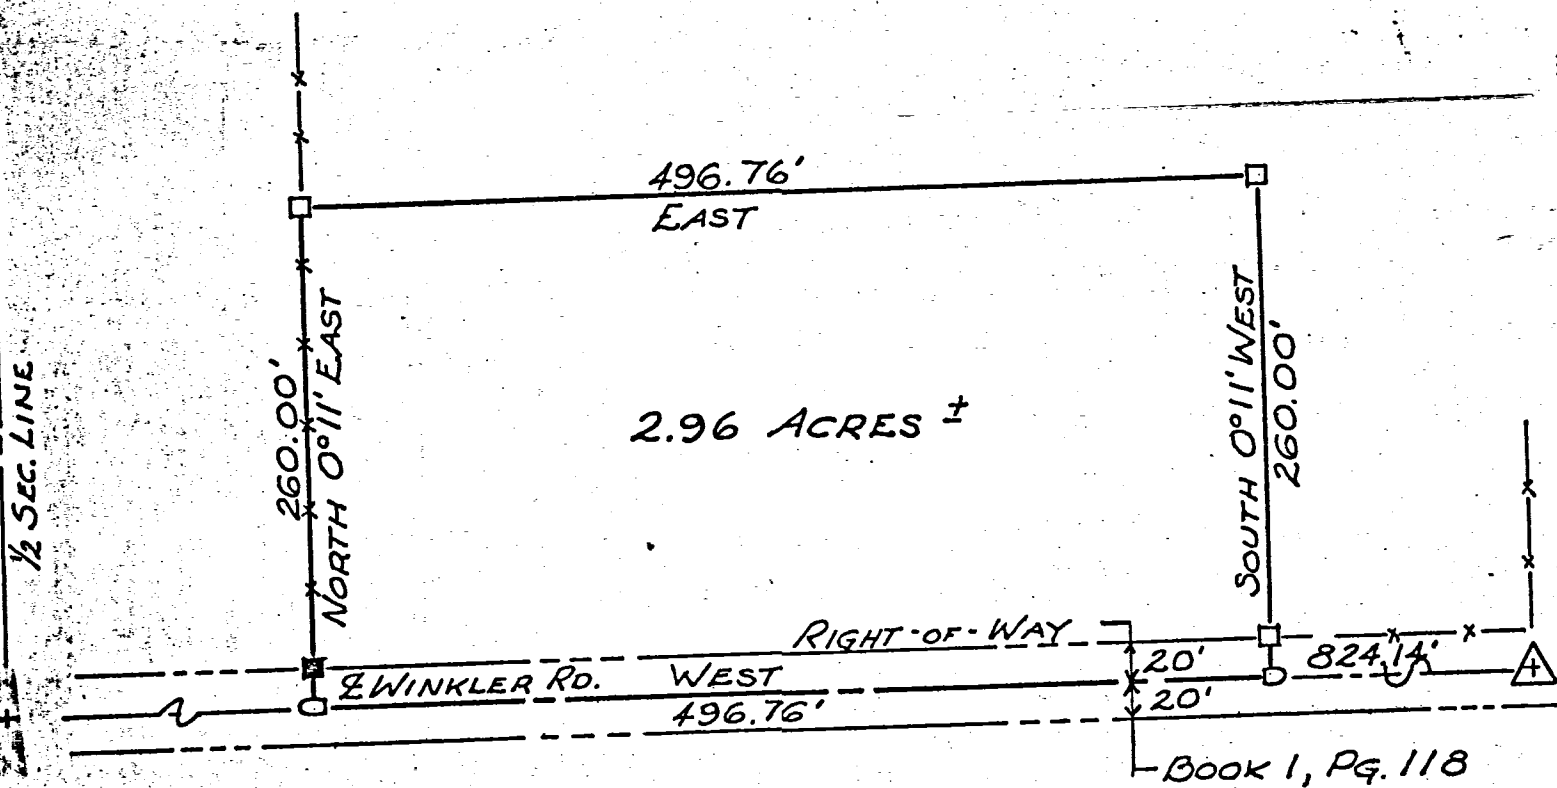 496.76'
EAST
½ SEC. LINE
260.00'
NORTH 0°11' EAST
2.96 ACRES ±
SOUTH 0°11' WEST
260.00'
RIGHT-OF-WAY
20'
824.14'
℄ WINKLER RD. WEST
20'
496.76'
BOOK 1, PG. 118